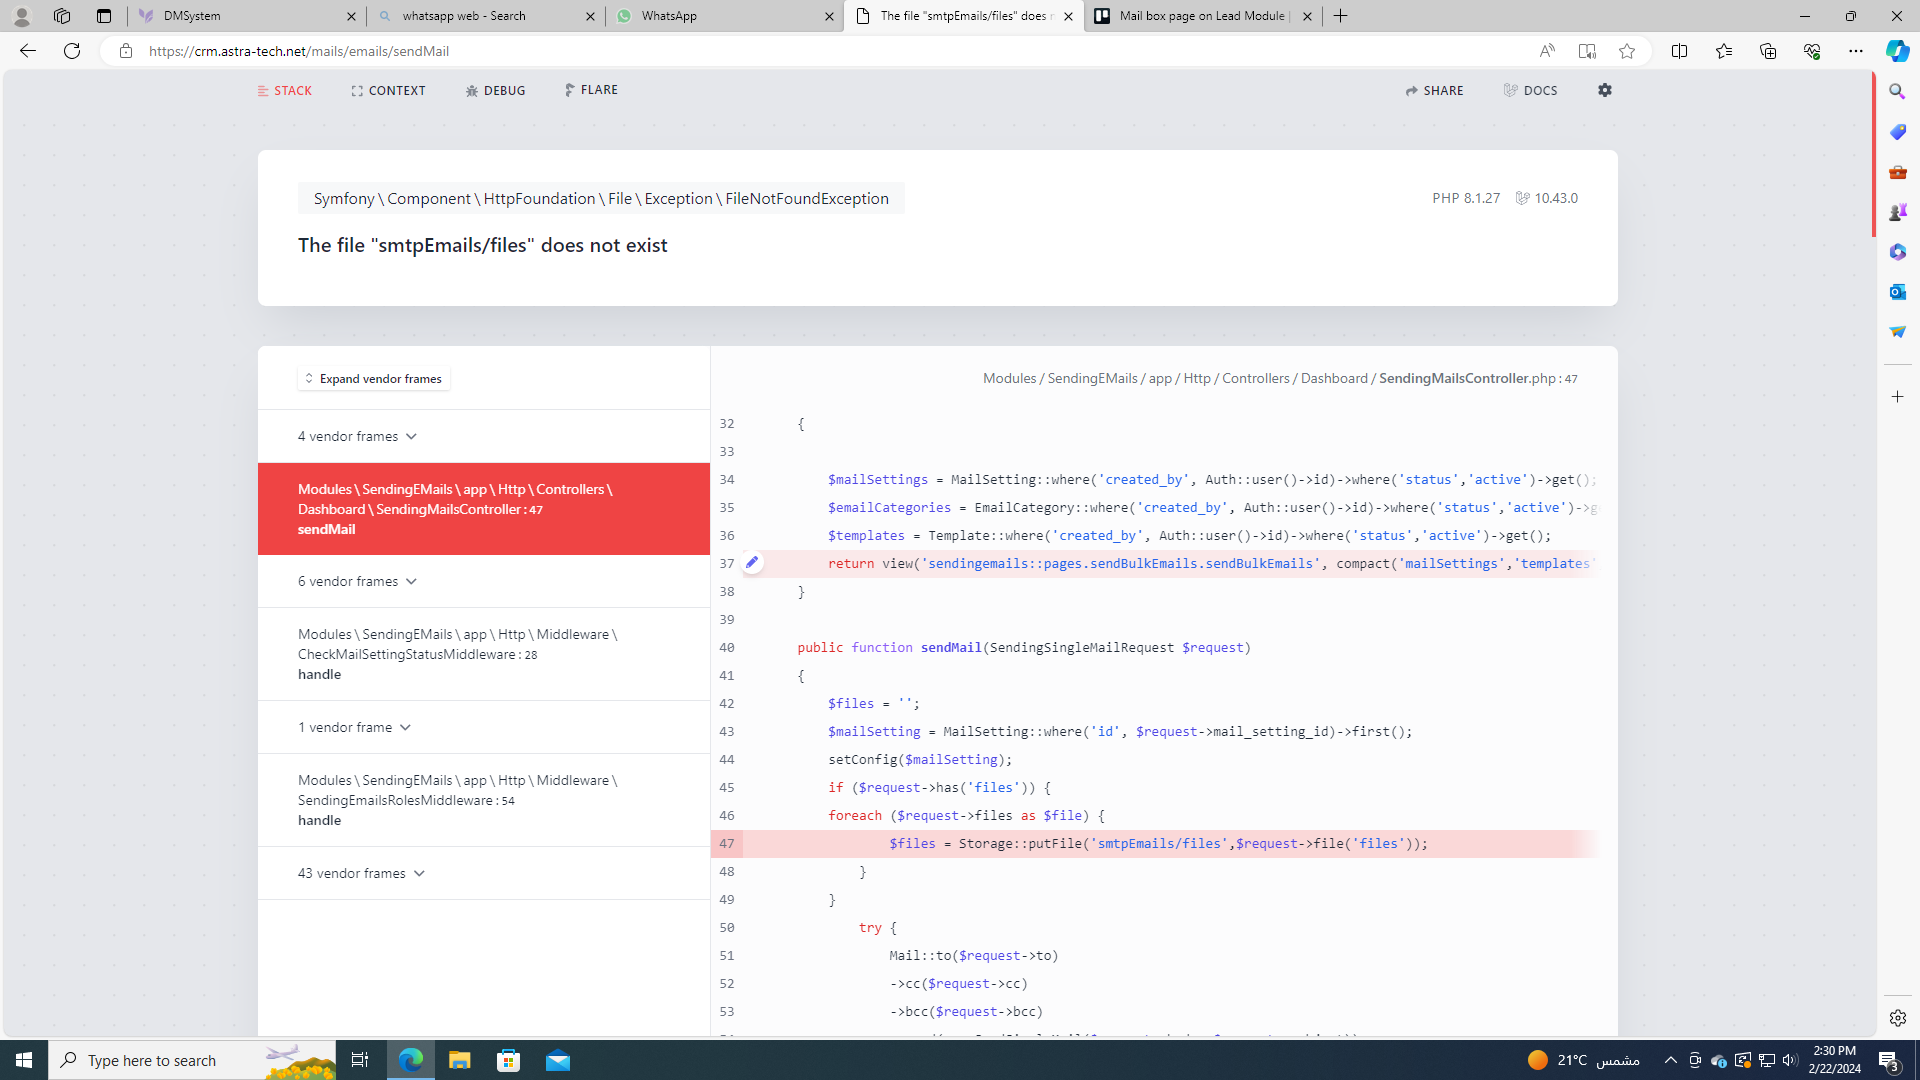 DMSystem
whatsapp web - Search
WhatsApp
The file "smtpEmails/files" does n
Mail box page on Lead Module |
https://crm.astra-tech.net/mails/emails/sendMail
STACK
CONTEXT
DEBUG
FLARE
SHARE
DOCS
Symfony \ Component \ HttpFoundation \ File \ Exception \ FileNotFoundException
PHP 8.1.27
10.43.0
The file "smtpEmails/files" does not exist
Expand vendor frames
4 vendor frames
Modules \ SendingEMails \ app \ Http \ Controllers \
Dashboard \ SendingMailsController : 47
sendMail
6 vendor frames
Modules \ SendingEMails \ app \ Http \ Middleware \
CheckMailSettingStatusMiddleware : 28
handle
1 vendor frame
Modules \ SendingEMails \ app \ Http \ Middleware \
SendingEmailsRolesMiddleware : 54
handle
43 vendor frames
Modules / SendingEMails / app / Http / Controllers / Dashboard / SendingMailsController.php : 47
32 {
33
34 $mailSettings = MailSetting::where('created_by', Auth::user()->id)->where('status','active')->get();
35 $emailCategories = EmailCategory::where('created_by', Auth::user()->id)->where('status','active')->g
36 $templates = Template::where('created_by', Auth::user()->id)->where('status','active')->get();
37 return view('sendingemails::pages.sendBulkEmails.sendBulkEmails', compact('mailSettings','templates'
38 }
39
40 public function sendMail(SendingSingleMailRequest $request)
41 {
42 $files = '';
43 $mailSetting = MailSetting::where('id', $request->mail_setting_id)->first();
44 setConfig($mailSetting);
45 if ($request->has('files')) {
46 foreach ($request->files as $file) {
47 $files = Storage::putFile('smtpEmails/files',$request->file('files'));
48 }
49 }
50 try {
51 Mail::to($request->to)
52 ->cc($request->cc)
53 ->bcc($request->bcc)
Type here to search
21°C مشمس
2:30 PM
2/22/2024
3